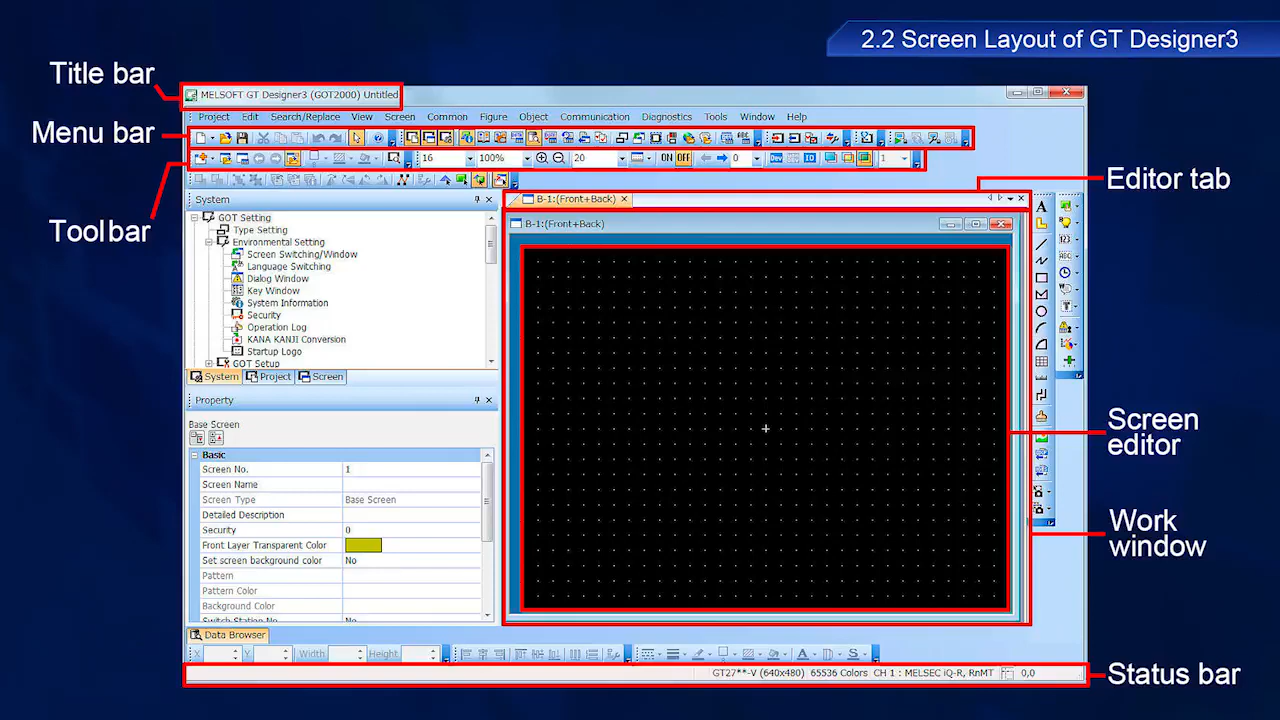 2.2 Screen Layout of GT Designer3
Title bar
MELSOFT GT Designer3 (GOT2000) Untitled
Project Edit Search/Replace View Screen Common Figure Object Communication Diagnostics Tools Window Help
Menu bar
16 100% 20 ON OFF 0 Dev ID 1
Toolbar
Editor tab
System
B-1:(Front+Back)
B-1:(Front+Back)
GOT Setting
Type Setting
Environmental Setting
Screen Switching/Window
Language Switching
Dialog Window
Key Window
System Information
Security
Operation Log
KANA KANJI Conversion
Startup Logo
GOT Setup
System Project Screen
Property
Base Screen
Basic
Screen No. 1
Screen Name
Screen Type Base Screen
Detailed Description
Security 0
Front Layer Transparent Color
Set screen background color No
Pattern
Pattern Color
Background Color
Switch Station No. No
Screen
editor
Work
window
Data Browser
X Y Width Height
GT27**-V (640x480) 65536 Colors CH 1 : MELSEC iQ-R, RnMT 0,0
Status bar